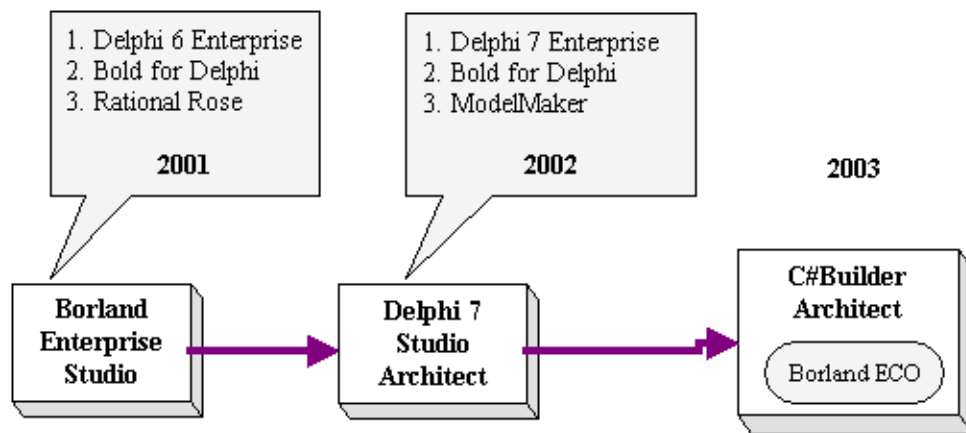 1. Delphi 6 Enterprise
2. Bold for Delphi
3. Rational Rose
2001
1. Delphi 7 Enterprise
2. Bold for Delphi
3. ModelMaker
2002
2003
Borland
Enterprise
Studio
Delphi 7
Studio
Architect
C#Builder
Architect
Borland ECO